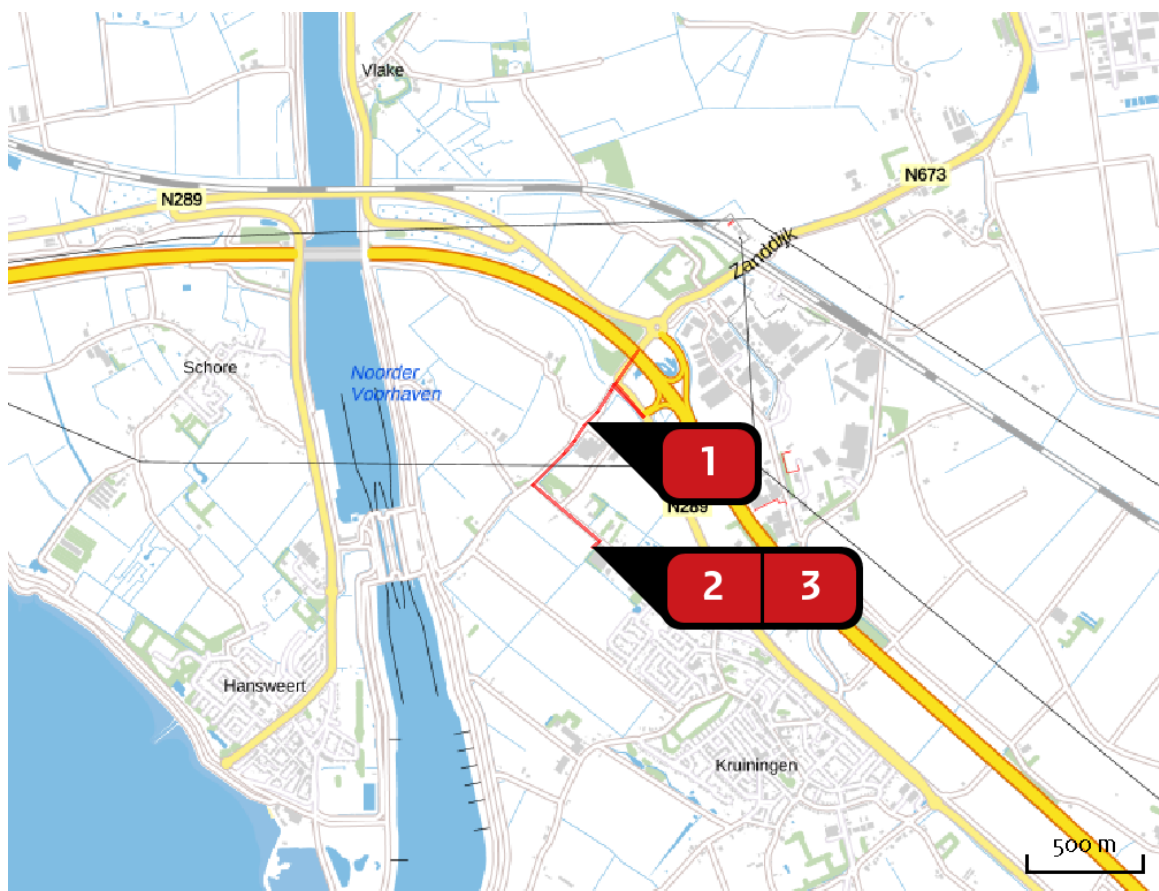 Vlake
N673
N289
Zanddijk
Schore
Noorder
Voorhaven
1
N289
2 3
Hansweert
Kruiningen
500 m